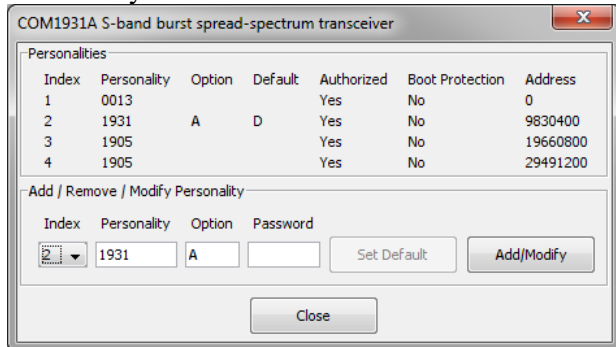 COM1931A S-band burst spread-spectrum transceiver
Personalities
Index Personality Option Default Authorized Boot Protection Address
1 0013 Yes No 0
2 1931 A D Yes No 9830400
3 1905 Yes No 19660800
4 1905 Yes No 29491200
Add / Remove / Modify Personality
Index Personality Option Password
2 1931 A Set Default Add/Modify
Close